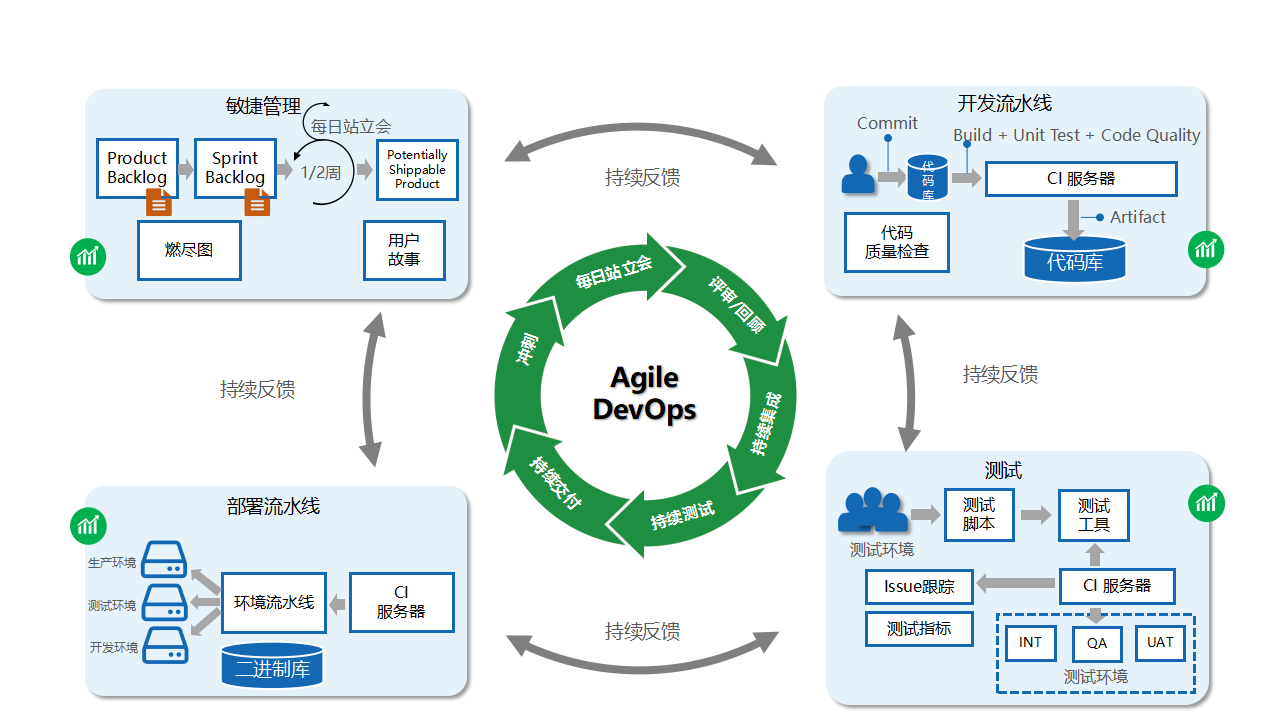 敏捷管理
每日站立会
Product
Backlog
Sprint
Backlog
1/2周
Potentially
Shippable
Product
燃尽图
用户
故事
持续反馈
开发流水线
Commit
Build + Unit Test + Code Quality
代
码
库
CI 服务器
Artifact
代码
质量检查
代码库
持续反馈
每日站立会
评审/回顾
冲刺
Agile
DevOps
持续集成
持续交付
持续测试
持续反馈
部署流水线
生产环境
测试环境
开发环境
环境流水线
CI
服务器
二进制库
持续反馈
测试
测试
脚本
测试
工具
测试环境
Issue跟踪
CI 服务器
测试指标
INT
QA
UAT
测试环境